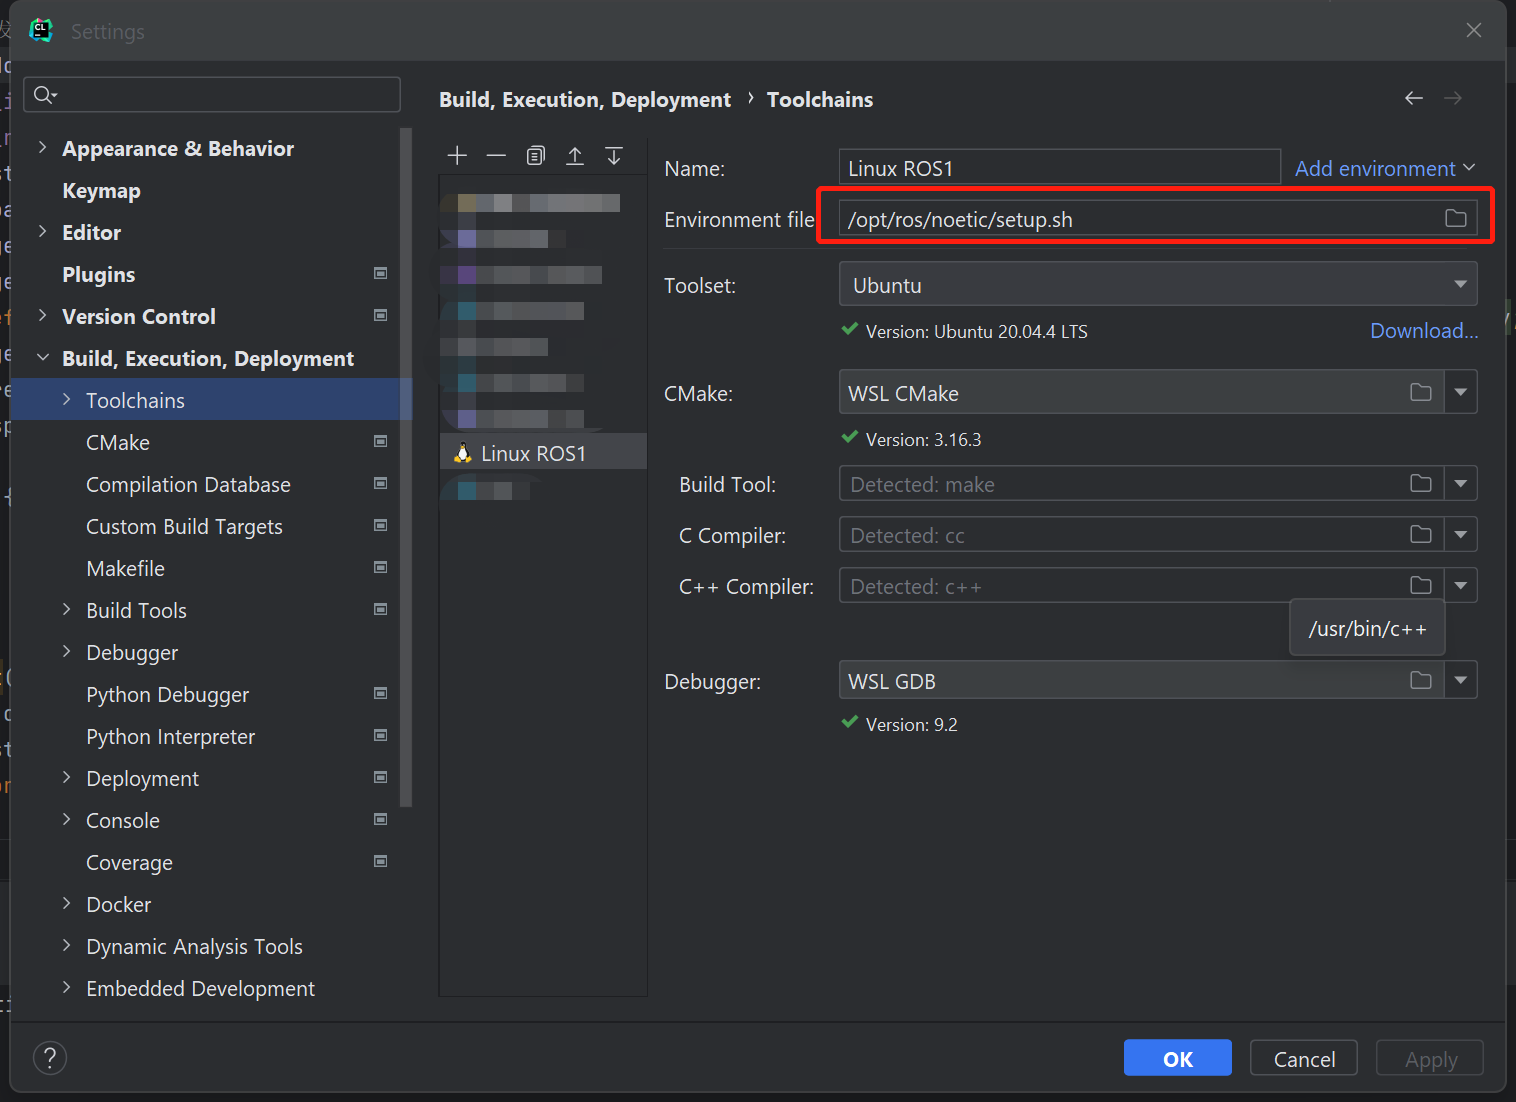 Settings
Build, Execution, Deployment › Toolchains
Appearance & Behavior
Keymap
Editor
Plugins
Version Control
Build, Execution, Deployment
Toolchains
CMake
Compilation Database
Custom Build Targets
Makefile
Build Tools
Debugger
Python Debugger
Python Interpreter
Deployment
Console
Coverage
Docker
Dynamic Analysis Tools
Embedded Development
Linux ROS1
Name: Linux ROS1 Add environment
Environment file /opt/ros/noetic/setup.sh
Toolset: Ubuntu
Version: Ubuntu 20.04.4 LTS Download...
CMake: WSL CMake
Version: 3.16.3
Build Tool: Detected: make
C Compiler: Detected: cc
C++ Compiler: Detected: c++
/usr/bin/c++
Debugger: WSL GDB
Version: 9.2
?
OK Cancel Apply